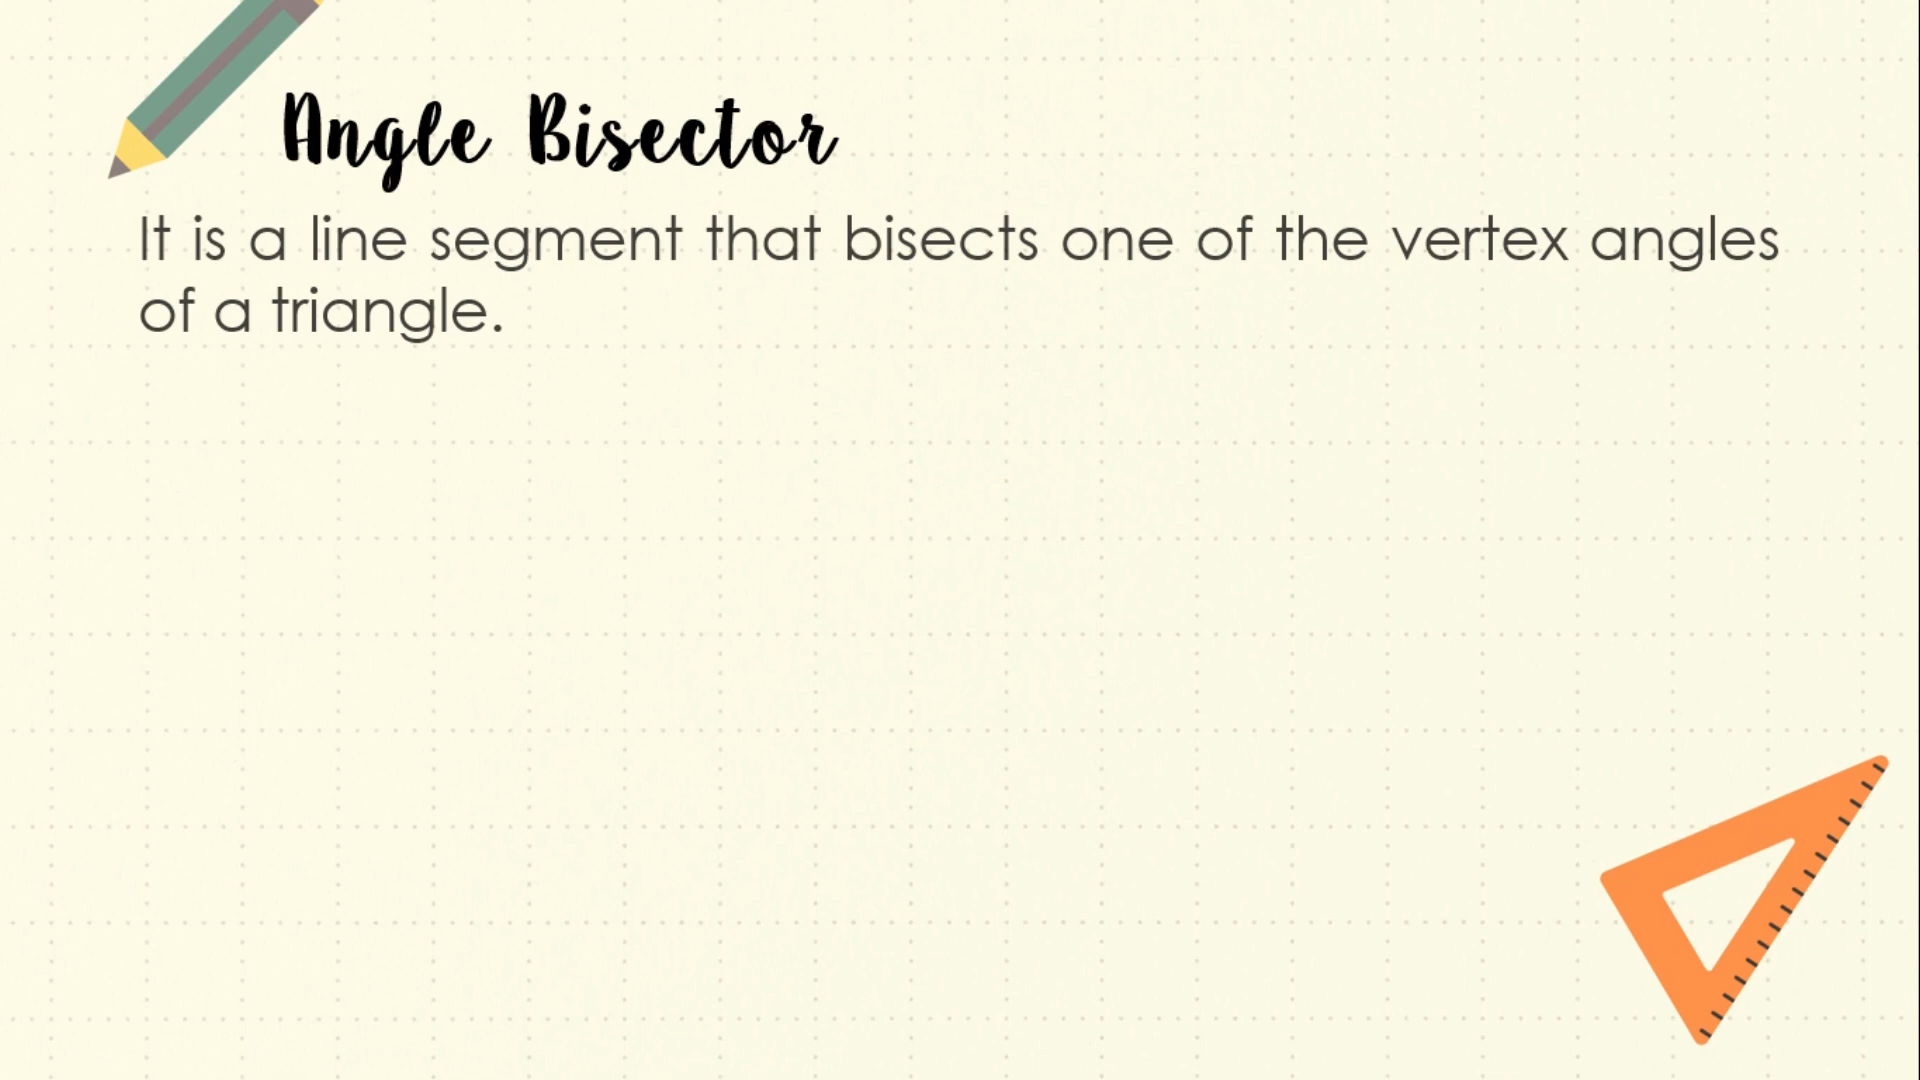 Angle Bisector
It is a line segment that bisects one of the vertex angles
of a triangle.